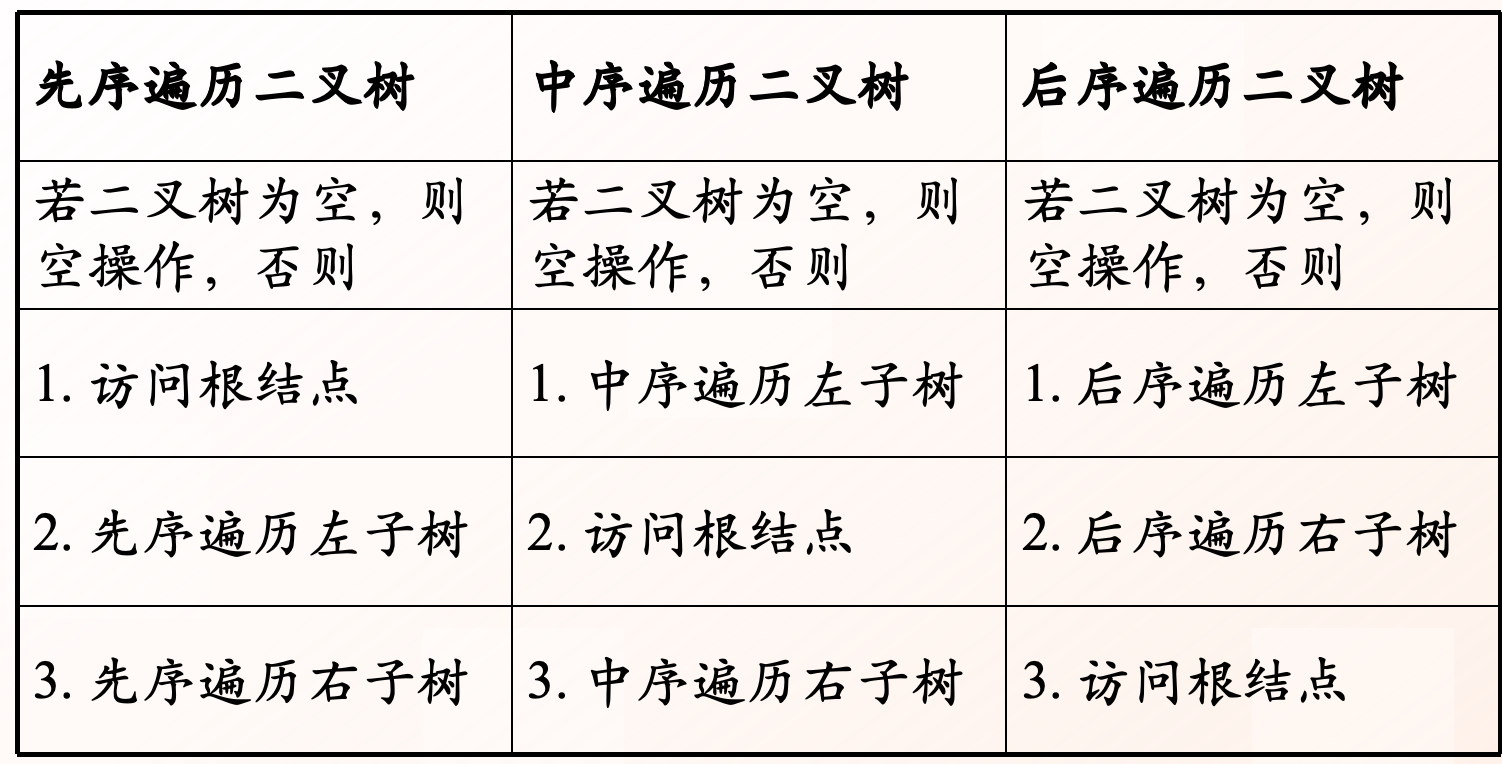 先序遍历二叉树
中序遍历二叉树
后序遍历二叉树
若二叉树为空，则
空操作，否则
若二叉树为空，则
空操作，否则
若二叉树为空，则
空操作，否则
1. 访问根结点
1. 中序遍历左子树
1. 后序遍历左子树
2. 先序遍历左子树
2. 访问根结点
2. 后序遍历右子树
3. 先序遍历右子树
3. 中序遍历右子树
3. 访问根结点